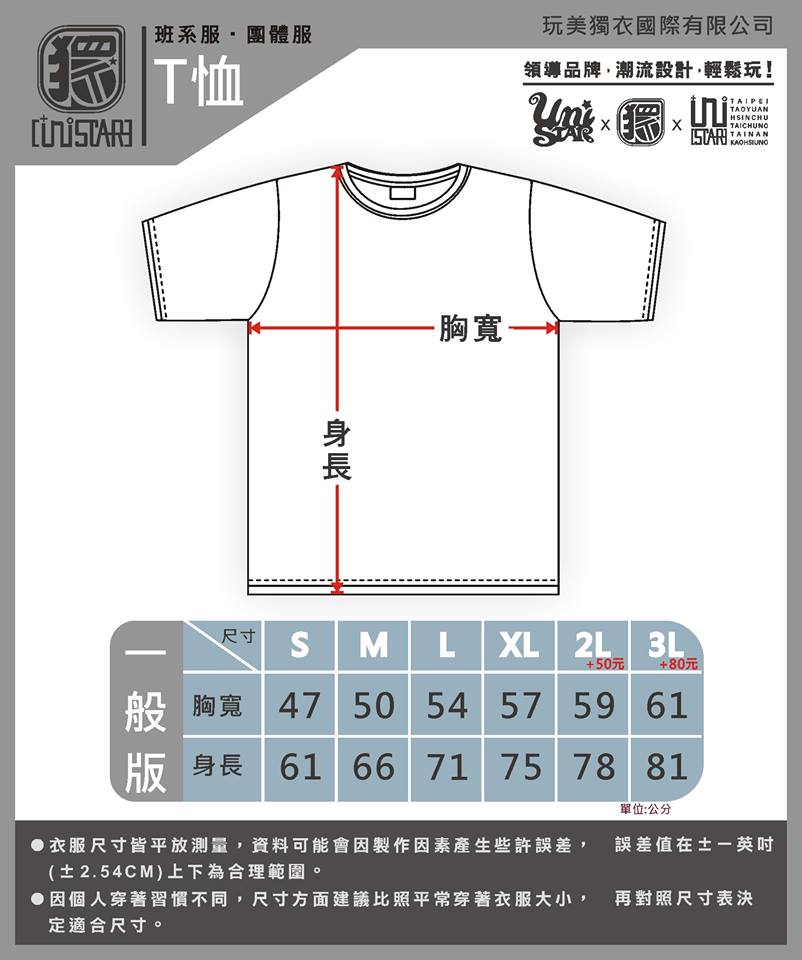 玩美獨衣國際有限公司
班系服·團體服
T恤
[UniSTAR]
領導品牌·潮流設計·輕鬆玩！
Uni STAR x 獨 x Uni [STAR]
TAIPEI
TAOYUAN
HSINCHU
TAICHUNG
TAINAN
KAOHSIUNG
胸寬
身長
一般版
尺寸 S M L XL 2L 3L
+50元 +80元
胸寬 47 50 54 57 59 61
身長 61 66 71 75 78 81
單位:公分
●衣服尺寸皆平放測量，資料可能會因製作因素產生些許誤差， 誤差值在±一英吋
(±2.54CM)上下為合理範圍。
●因個人穿著習慣不同，尺寸方面建議比照平常穿著衣服大小， 再對照尺寸表決
定適合尺寸。